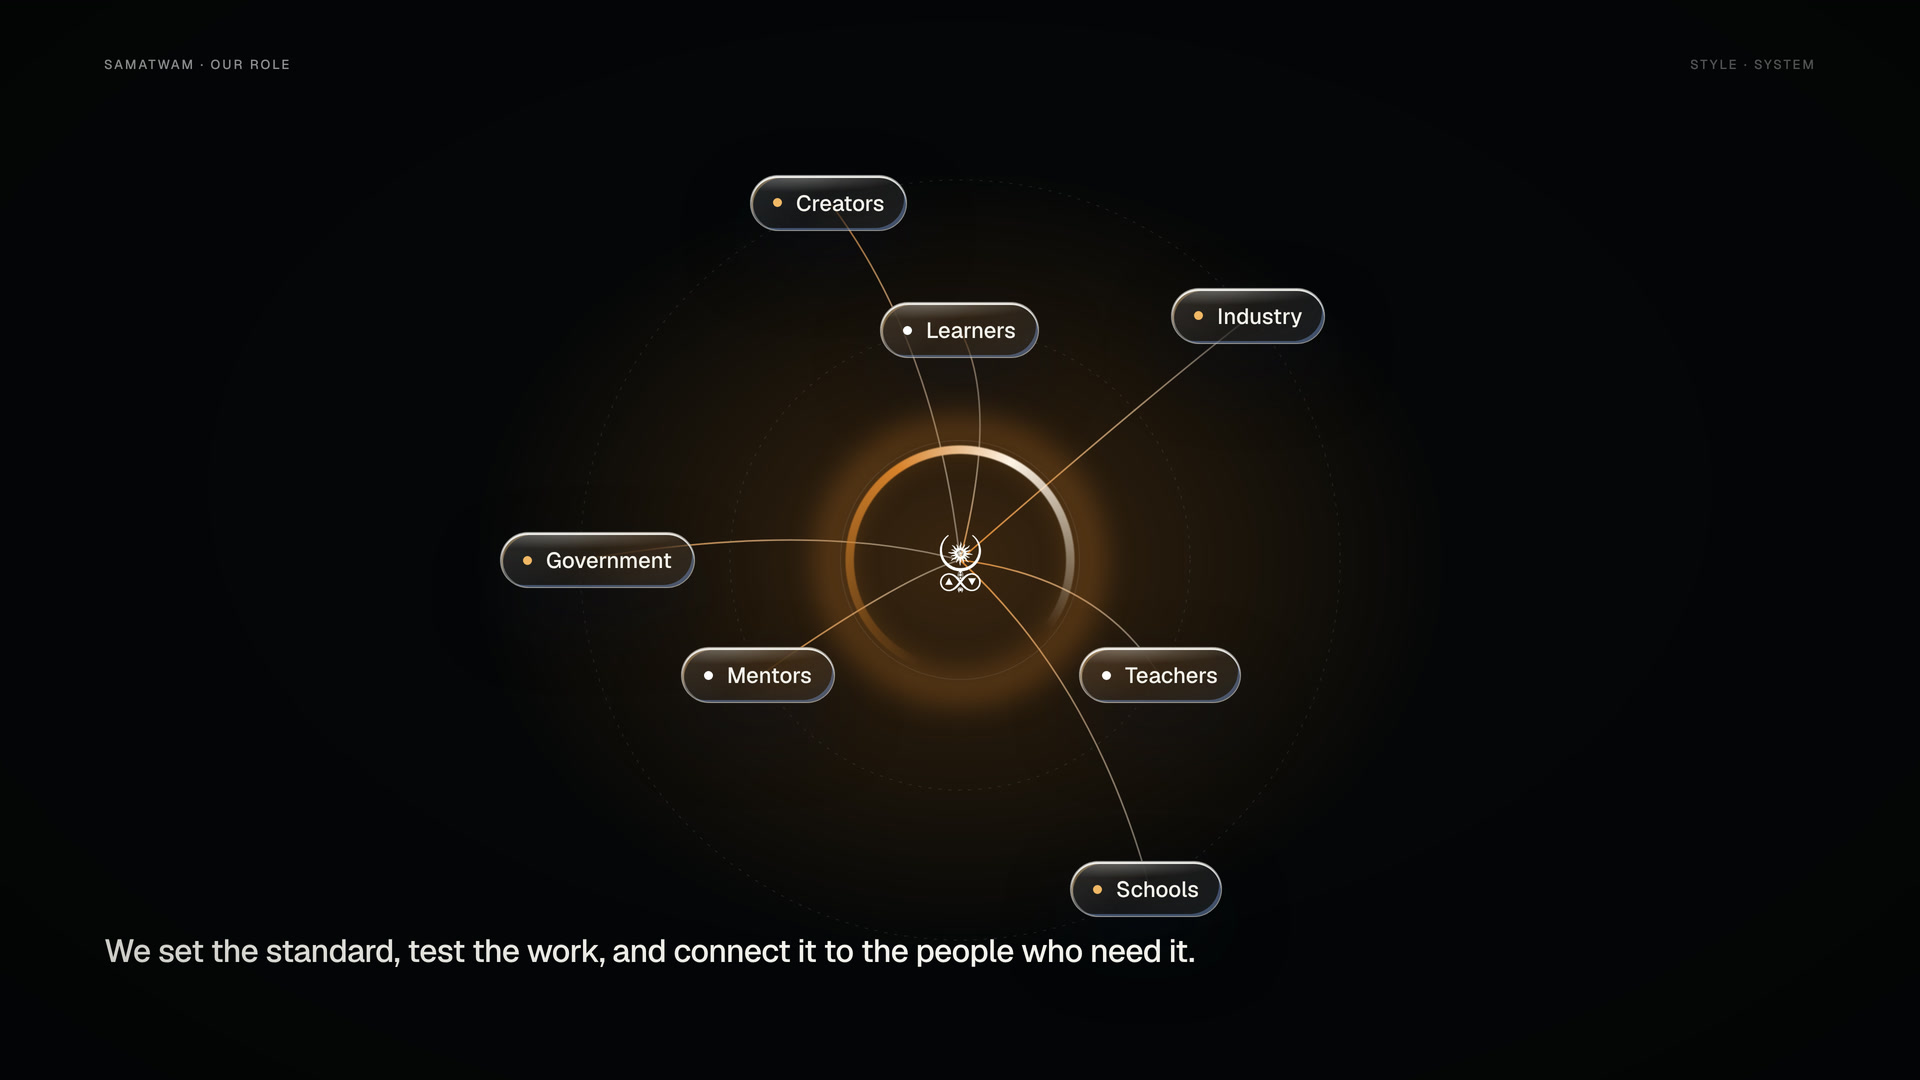 SAMATWAM · OUR ROLE
STYLE · SYSTEM
Creators
Learners
Industry
Government
Mentors
Teachers
Schools
We set the standard, test the work, and connect it to the people who need it.